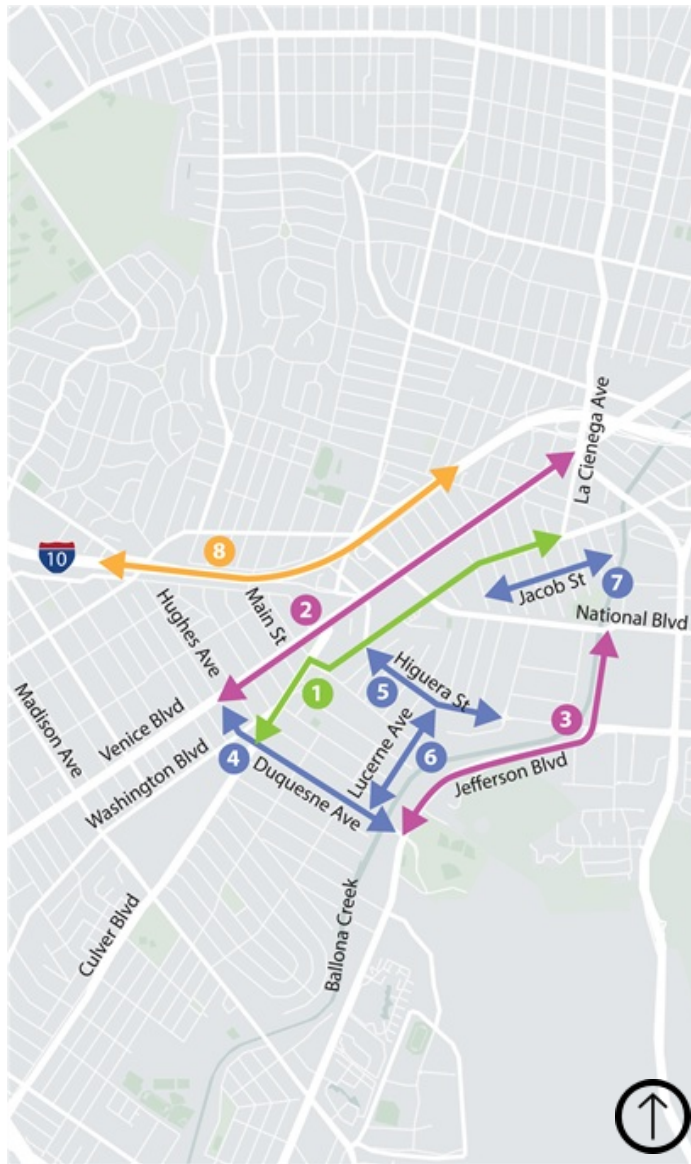 La Cienega Ave
10
8
7
Jacob St
2
Main St
National Blvd
Hughes Ave
Higuera St
5
1
3
Madison Ave
Venice Blvd
Lucerne Ave
4
6
Jefferson Blvd
Washington Blvd
Duquesne Ave
Culver Blvd
Ballona Creek